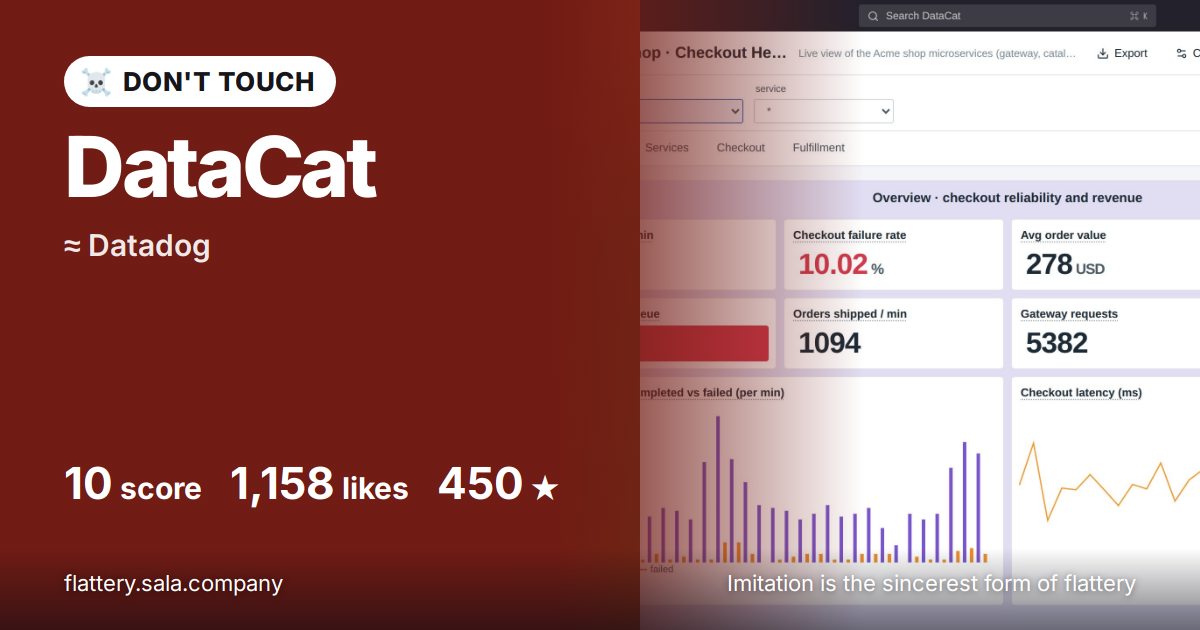 ☠️ DON'T TOUCH
DataCat
≈ Datadog
10 score 1,158 likes 450 ★
flattery.sala.company
Search DataCat
⌘ K
· Checkout He...
Live view of the Acme shop microservices (gateway, catal...
Export
service
*
Services
Checkout
Fulfillment
Overview · checkout reliability and revenue
Checkout failure rate
10.02 %
Avg order value
278 USD
Orders shipped / min
1094
Gateway requests
5382
vs failed (per min)
Checkout latency (ms)
— failed
Imitation is the sincerest form of flattery